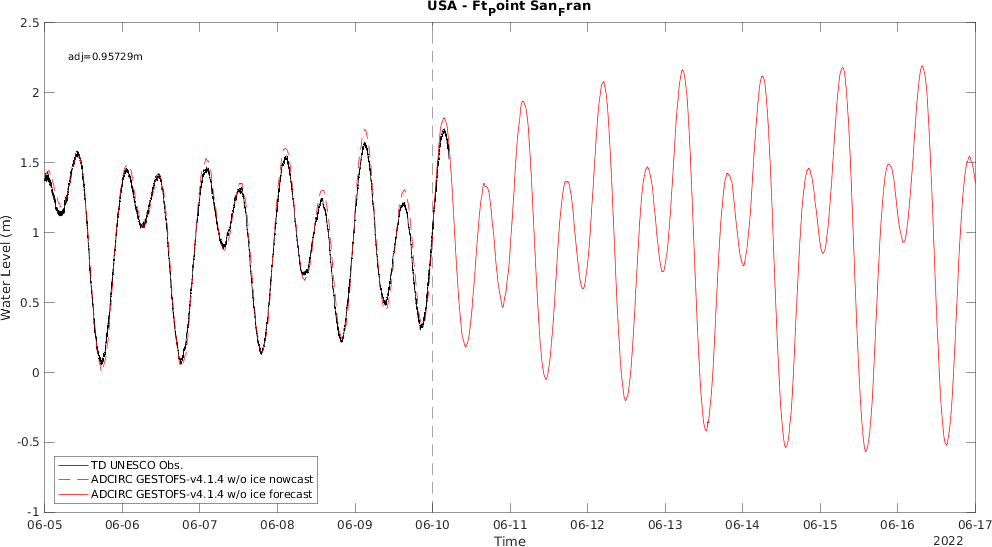 USA - Ft_Point San_Fran
2.5
adj=0.95729m
2
1.5
1
0.5
0
-0.5
-1
Water Level (m)
TD UNESCO Obs.
ADCIRC GESTOFS-v4.1.4 w/o ice nowcast
ADCIRC GESTOFS-v4.1.4 w/o ice forecast
06-05 06-06 06-07 06-08 06-09 06-10 06-11 06-12 06-13 06-14 06-15 06-16 06-17
Time
2022